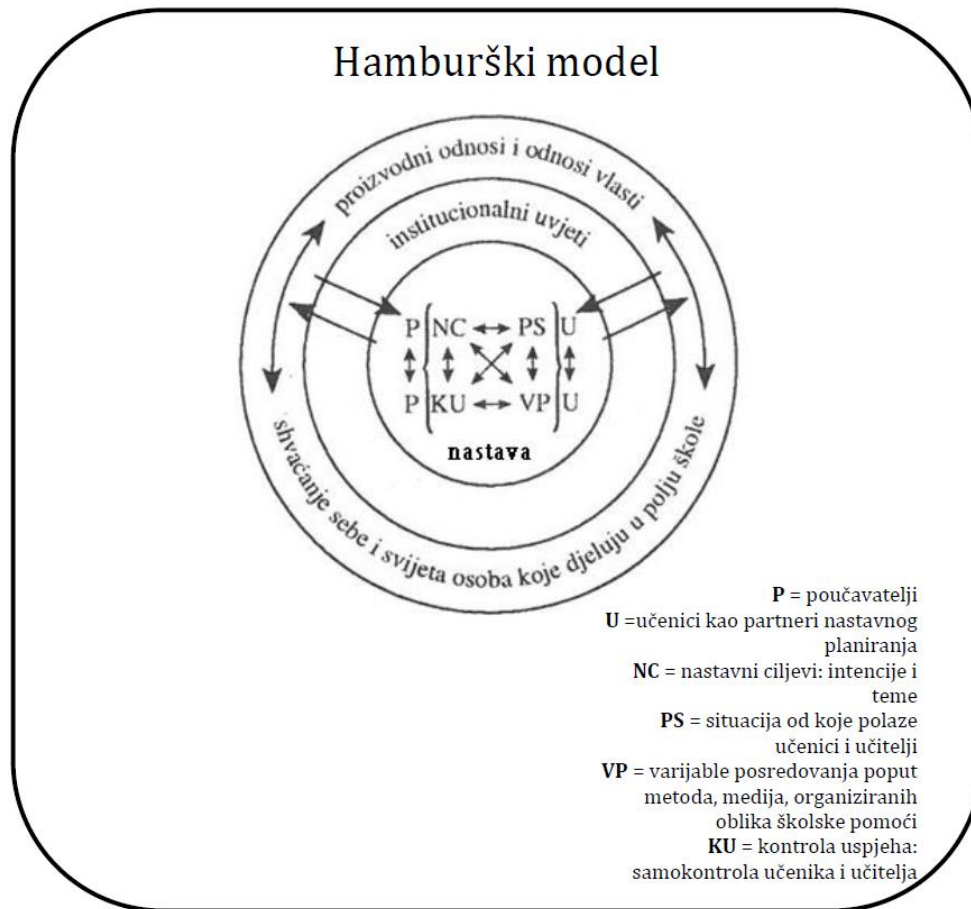 Hamburški model
proizvodni odnosi i odnosi vlasti
institucionalni uvjeti
P NC PS U
P KU VP U
nastava
shvaćanje sebe i svijeta osoba koje djeluju u polju škole
P = poučavatelji
U =učenici kao partneri nastavnog
planiranja
NC = nastavni ciljevi: intencije i
teme
PS = situacija od koje polaze
učenici i učitelji
VP = varijable posredovanja poput
metoda, medija, organiziranih
oblika školske pomoći
KU = kontrola uspjeha:
samokontrola učenika i učitelja